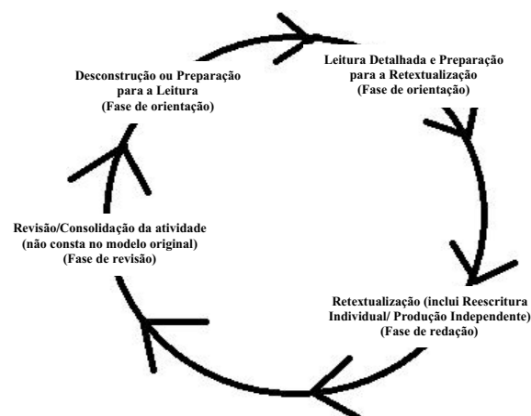 Desconstrução ou Preparação
para a Leitura
(Fase de orientação)
Leitura Detalhada e Preparação
para a Retextualização
(Fase de orientação)
Retextualização (inclui Reescritura
Individual/ Produção Independente)
(Fase de redação)
Revisão/Consolidação da atividade
(não consta no modelo original)
(Fase de revisão)